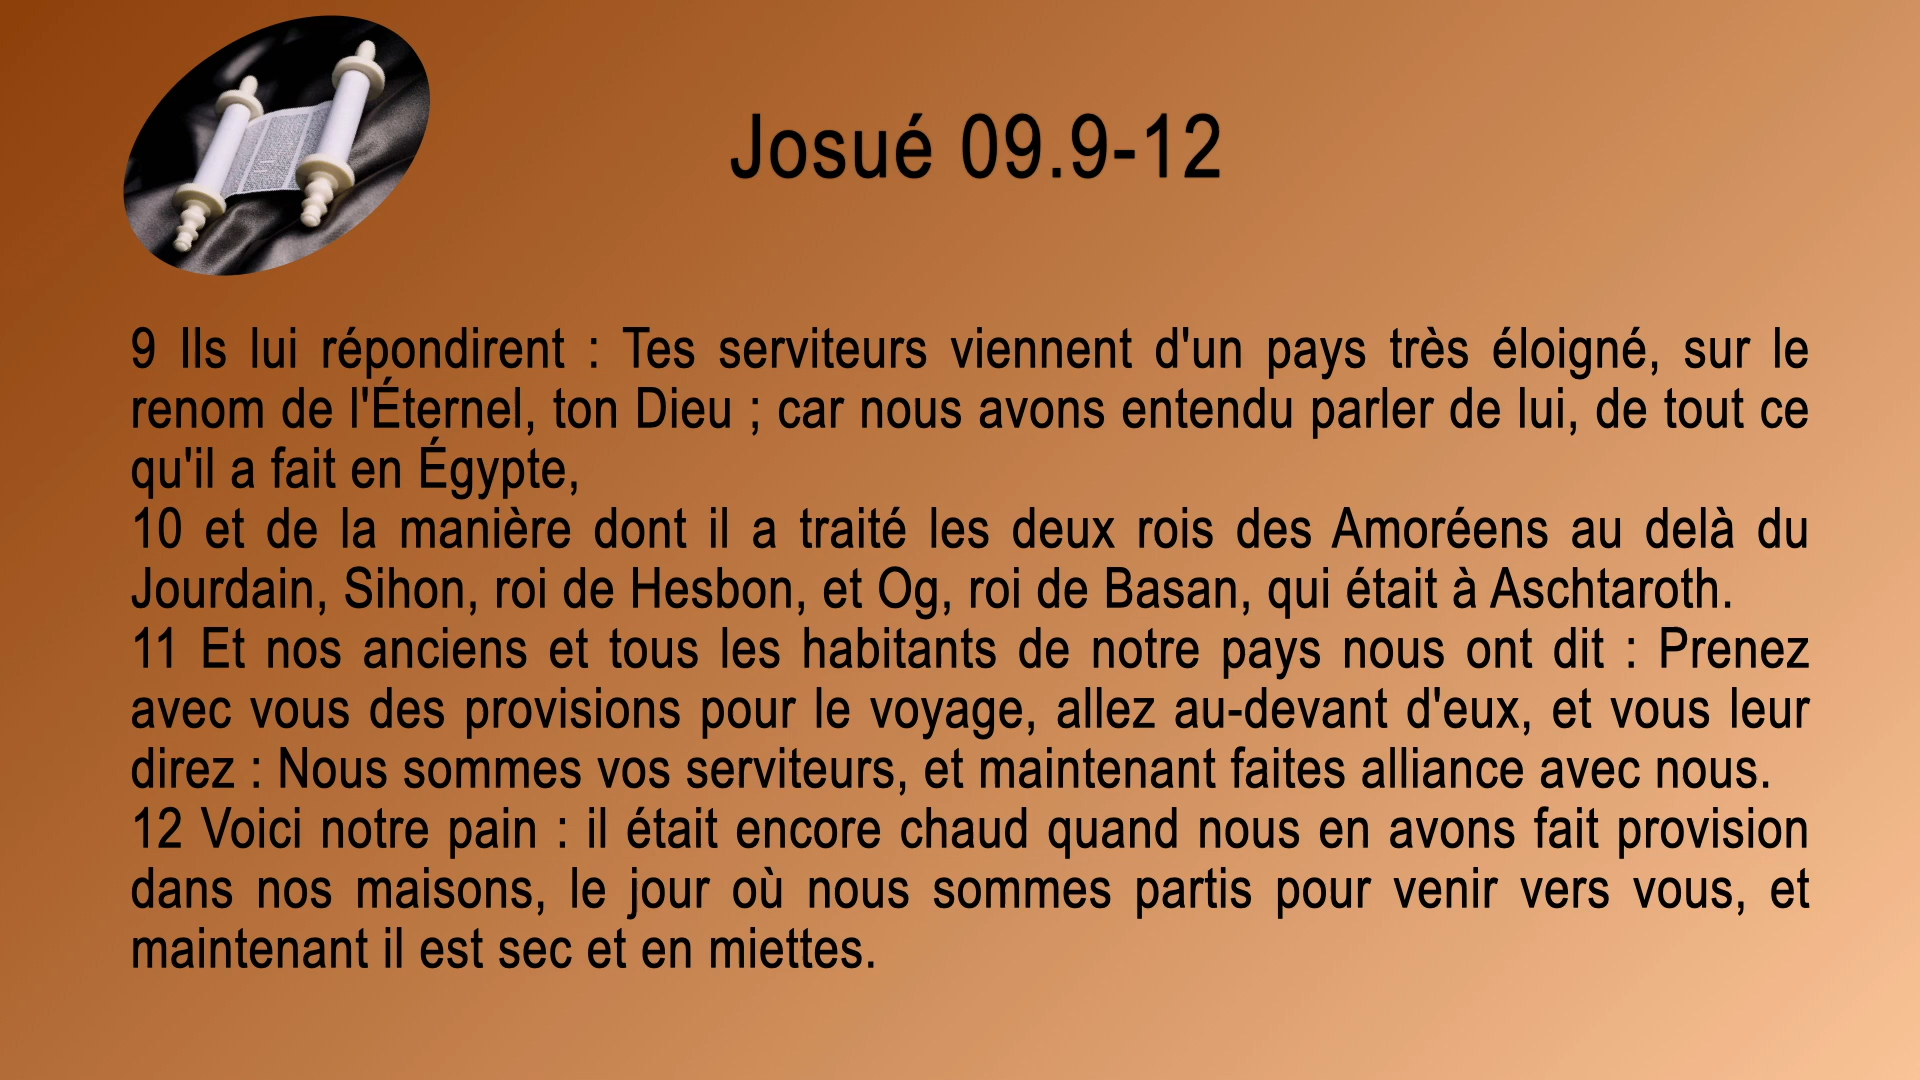 Josué 09.9-12
9 Ils lui répondirent : Tes serviteurs viennent d'un pays très éloigné, sur le
renom de l'Éternel, ton Dieu ; car nous avons entendu parler de lui, de tout ce
qu'il a fait en Égypte,
10 et de la manière dont il a traité les deux rois des Amoréens au delà du
Jourdain, Sihon, roi de Hesbon, et Og, roi de Basan, qui était à Aschtaroth.
11 Et nos anciens et tous les habitants de notre pays nous ont dit : Prenez
avec vous des provisions pour le voyage, allez au-devant d'eux, et vous leur
direz : Nous sommes vos serviteurs, et maintenant faites alliance avec nous.
12 Voici notre pain : il était encore chaud quand nous en avons fait provision
dans nos maisons, le jour où nous sommes partis pour venir vers vous, et
maintenant il est sec et en miettes.